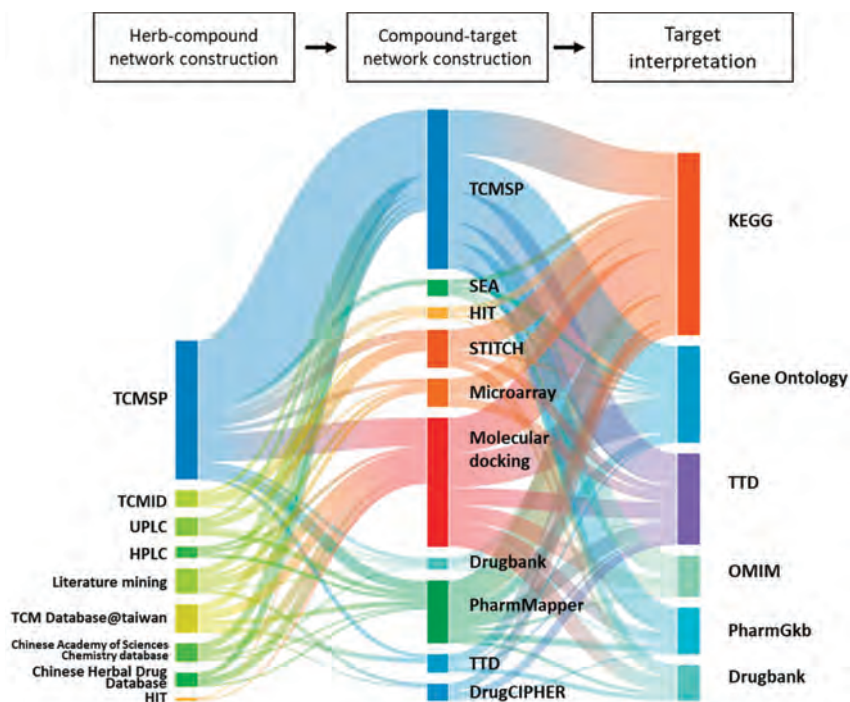 Herb-compound
network construction
Compound-target
network construction
Target
interpretation
TCMSP
TCMID
UPLC
HPLC
Literature mining
TCM Database@taiwan
Chinese Academy of Sciences
Chemistry database
Chinese Herbal Drug
Database
HIT
TCMSP
SEA
HIT
STITCH
Microarray
Molecular
docking
Drugbank
PharmMapper
TTD
DrugCIPHER
KEGG
Gene Ontology
TTD
OMIM
PharmGkb
Drugbank